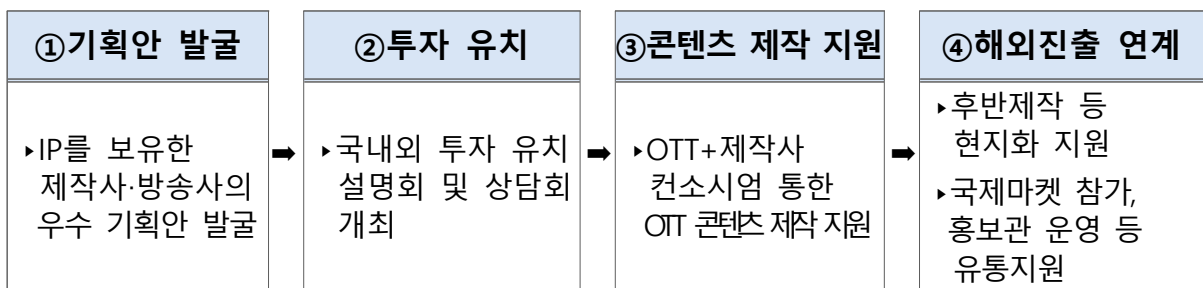 ①기획안 발굴
▸IP를 보유한
제작사·방송사의
우수 기획안 발굴
➡
②투자 유치
▸국내외 투자 유치
설명회 및 상담회
개최
➡
③콘텐츠 제작 지원
▸OTT+제작사
컨소시엄 통한
OTT 콘텐츠 제작 지원
➡
④해외진출 연계
▸후반제작 등
현지화 지원
▸국제마켓 참가,
홍보관 운영 등
유통지원